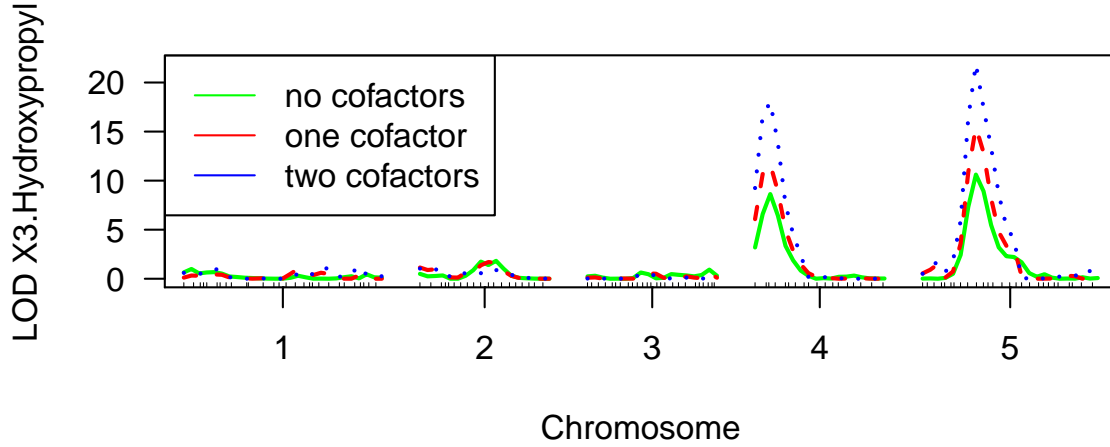 LOD X3.Hydroxypropyl
20
15
10
5
0
no cofactors
one cofactor
two cofactors
1
2
3
4
5
Chromosome